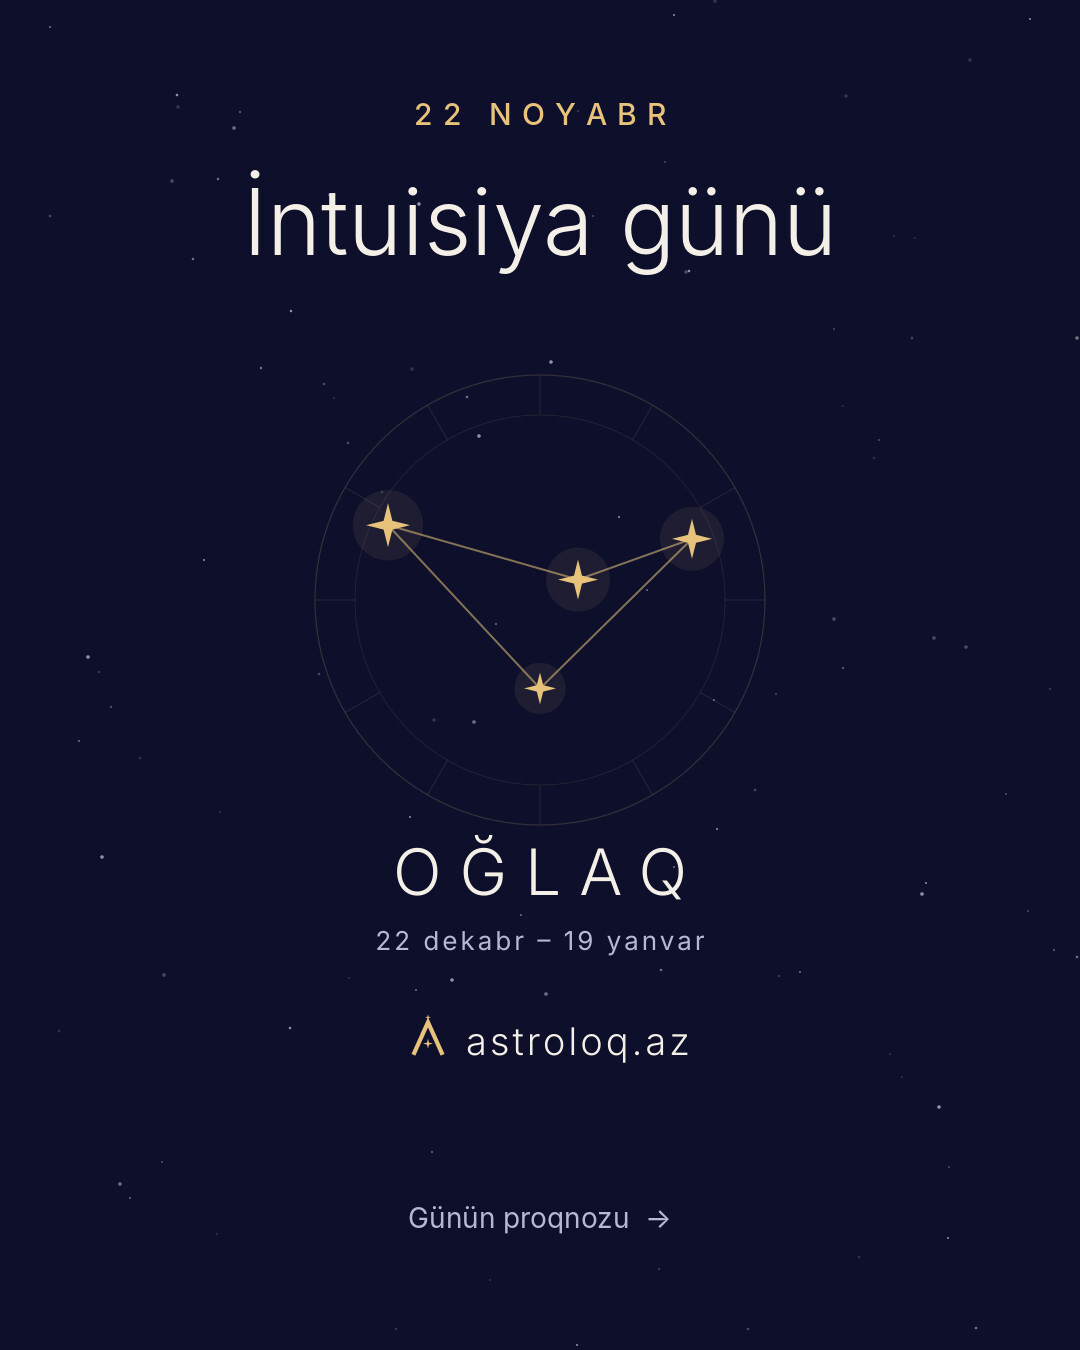 22 NOYABR
İntuisiya günü
OĞLAQ
22 dekabr – 19 yanvar
astroloq.az
Günün proqnozu →